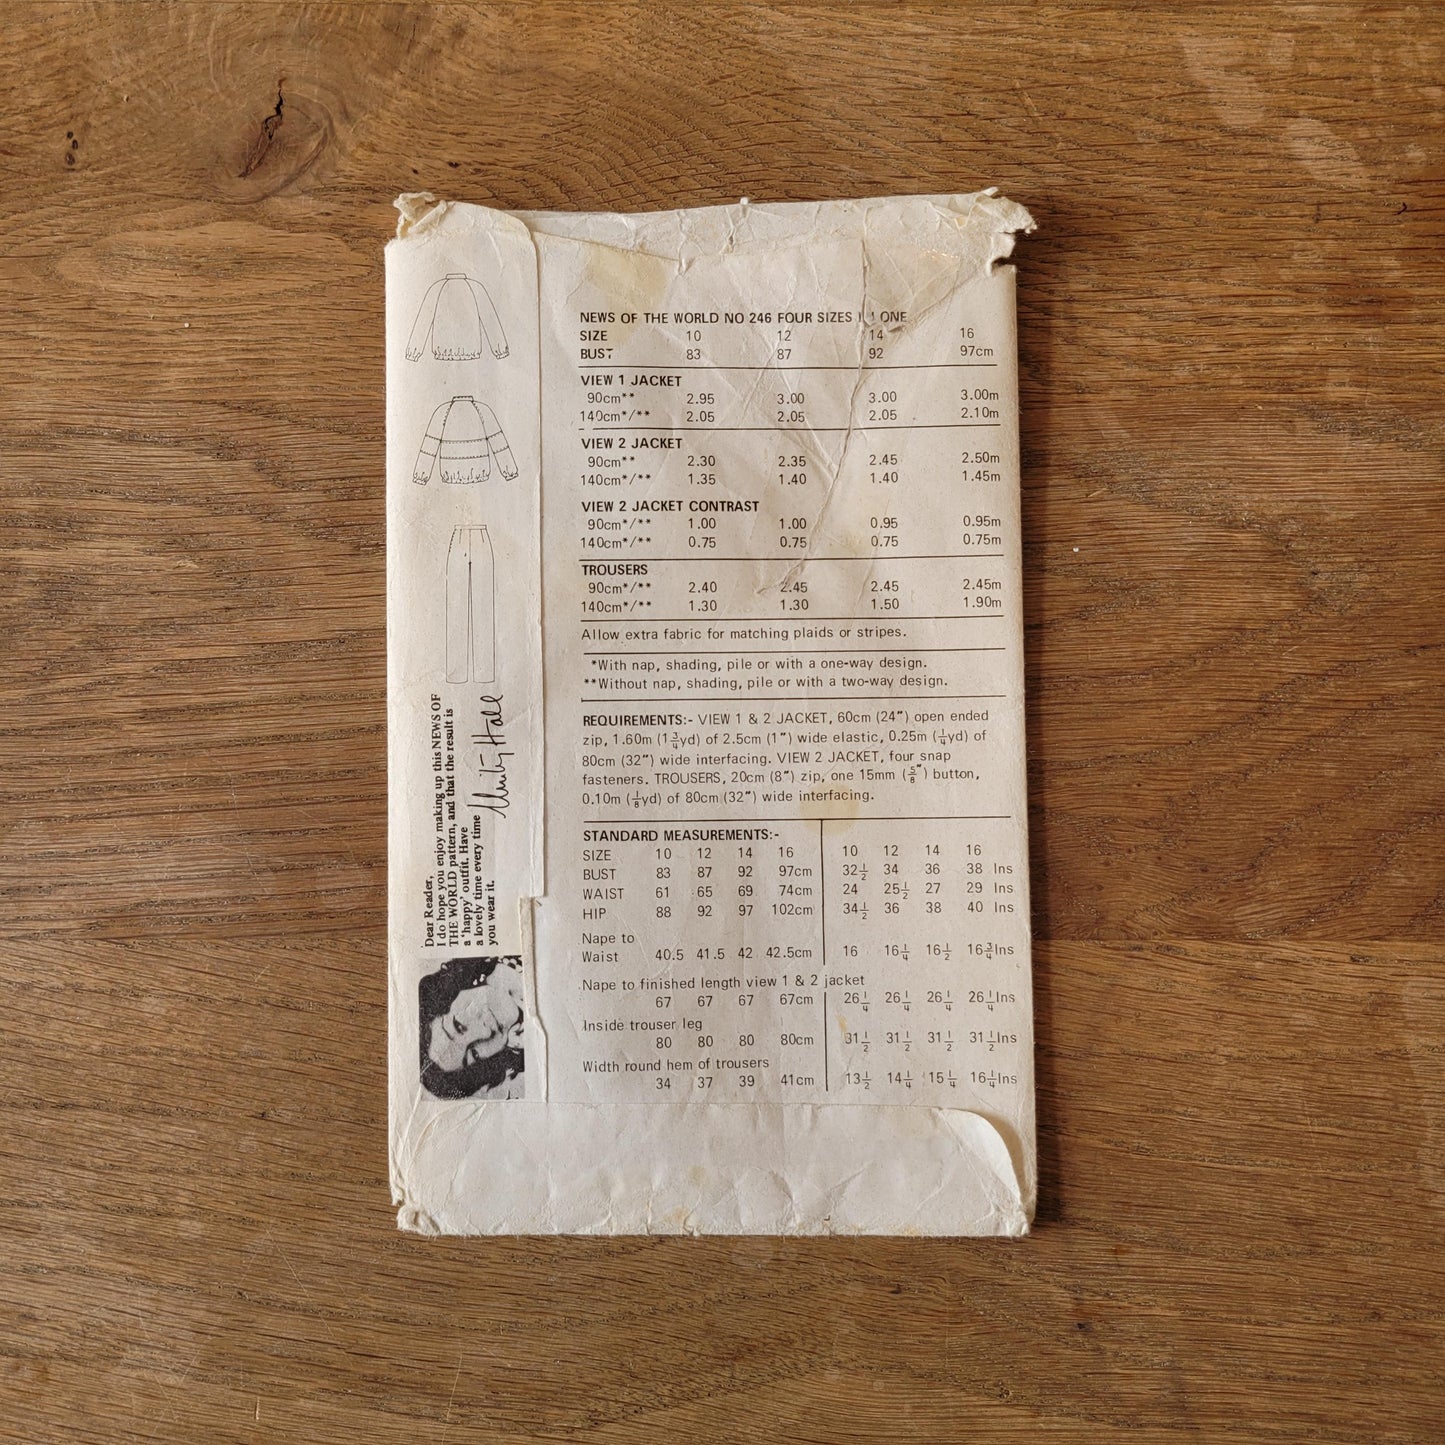 NEWS OF THE WORLD NO 246 FOUR SIZES ONE
SIZE 10 12 14 16
BUST 83 87 92 97cm
VIEW 1 JACKET
90cm** 2.95 3.00 3.00 3.00m
140cm*/** 2.05 2.05 2.05 2.10m
VIEW 2 JACKET
90cm** 2.30 2.35 2.45 2.50m
140cm*/** 1.35 1.40 1.40 1.45m
VIEW 2 JACKET CONTRAST
90cm*/** 1.00 1.00 0.95 0.95m
140cm*/** 0.75 0.75 0.75 0.75m
TROUSERS
90cm*/** 2.40 2.45 2.45 2.45m
140cm*/** 1.30 1.30 1.50 1.90m
Allow extra fabric for matching plaids or stripes.
*With nap, shading, pile or with a one-way design.
**Without nap, shading, pile or with a two-way design.
REQUIREMENTS:- VIEW 1 & 2 JACKET, 60cm (24") open ended
zip, 1.60m (1¾yd) of 2.5cm (1") wide elastic, 0.25m (¼yd) of
80cm (32") wide interfacing. VIEW 2 JACKET, four snap
fasteners. TROUSERS, 20cm (8") zip, one 15mm (⅝") button,
0.10m (⅛yd) of 80cm (32") wide interfacing.
STANDARD MEASUREMENTS:-
SIZE 10 12 14 16 10 12 14 16
BUST 83 87 92 97cm 32½ 34 36 38 Ins
WAIST 61 65 69 74cm 24 25½ 27 29 Ins
HIP 88 92 97 102cm 34½ 36 38 40 Ins
Nape to
Waist 40.5 41.5 42 42.5cm 16 16¼ 16½ 16¾Ins
Nape to finished length view 1 & 2 jacket
67 67 67 67cm 26¼ 26¼ 26¼ 26¼Ins
Inside trouser leg
80 80 80 80cm 31½ 31½ 31½ 31½Ins
Width round hem of trousers
34 37 39 41cm 13½ 14¼ 15¼ 16¼Ins
Dear Reader,
I do hope you enjoy making up this NEWS OF
THE WORLD pattern, and that the result is
a 'happy' outfit. Have
a lovely time every time
you wear it.
Unity Hall